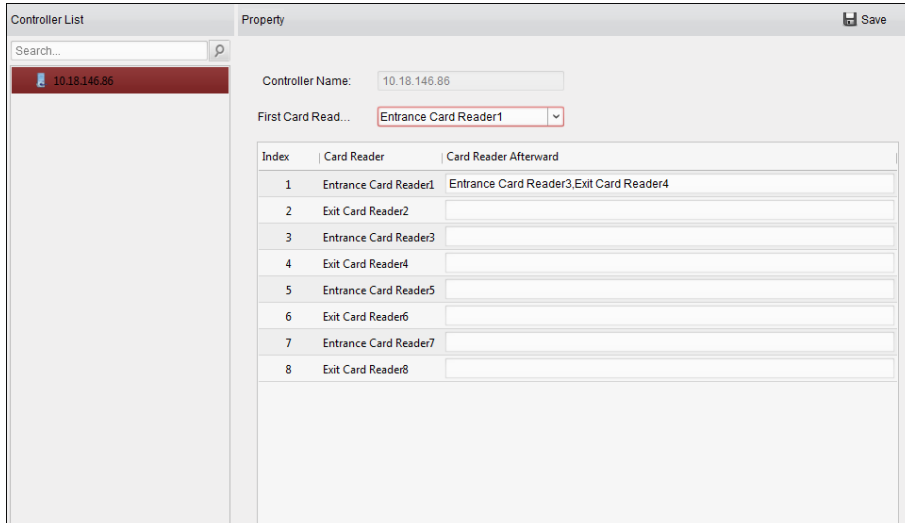 Controller List
Property
Save
Search...
10.18.146.86
Controller Name:
10.18.146.86
First Card Read...
Entrance Card Reader1
Index Card Reader Card Reader Afterward
1 Entrance Card Reader1 Entrance Card Reader3,Exit Card Reader4
2 Exit Card Reader2
3 Entrance Card Reader3
4 Exit Card Reader4
5 Entrance Card Reader5
6 Exit Card Reader6
7 Entrance Card Reader7
8 Exit Card Reader8